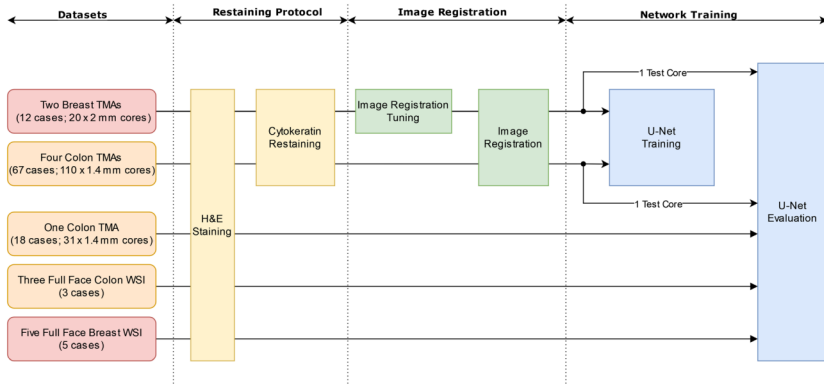 Datasets
Restaining Protocol
Image Registration
Network Training
1 Test Core
Two Breast TMAs
(12 cases; 20 x 2 mm cores)
Image Registration
Tuning
Cytokeratin
Restaining
Image
Registration
U-Net
Training
Four Colon TMAs
(67 cases; 110 x 1.4 mm cores)
1 Test Core
H&E
Staining
U-Net
Evaluation
One Colon TMA
(18 cases; 31 x 1.4 mm cores)
Three Full Face Colon WSI
(3 cases)
Five Full Face Breast WSI
(5 cases)